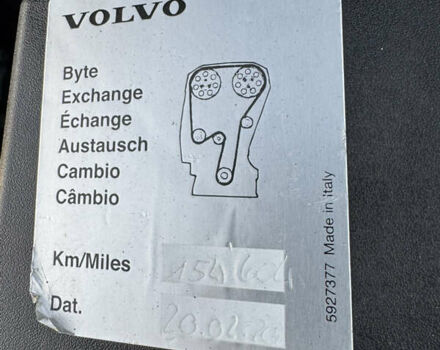 VOLVO
Byte
Exchange
Échange
Austausch
Cambio
Câmbio
Km/Miles
Dat.
5927377 Made in Italy